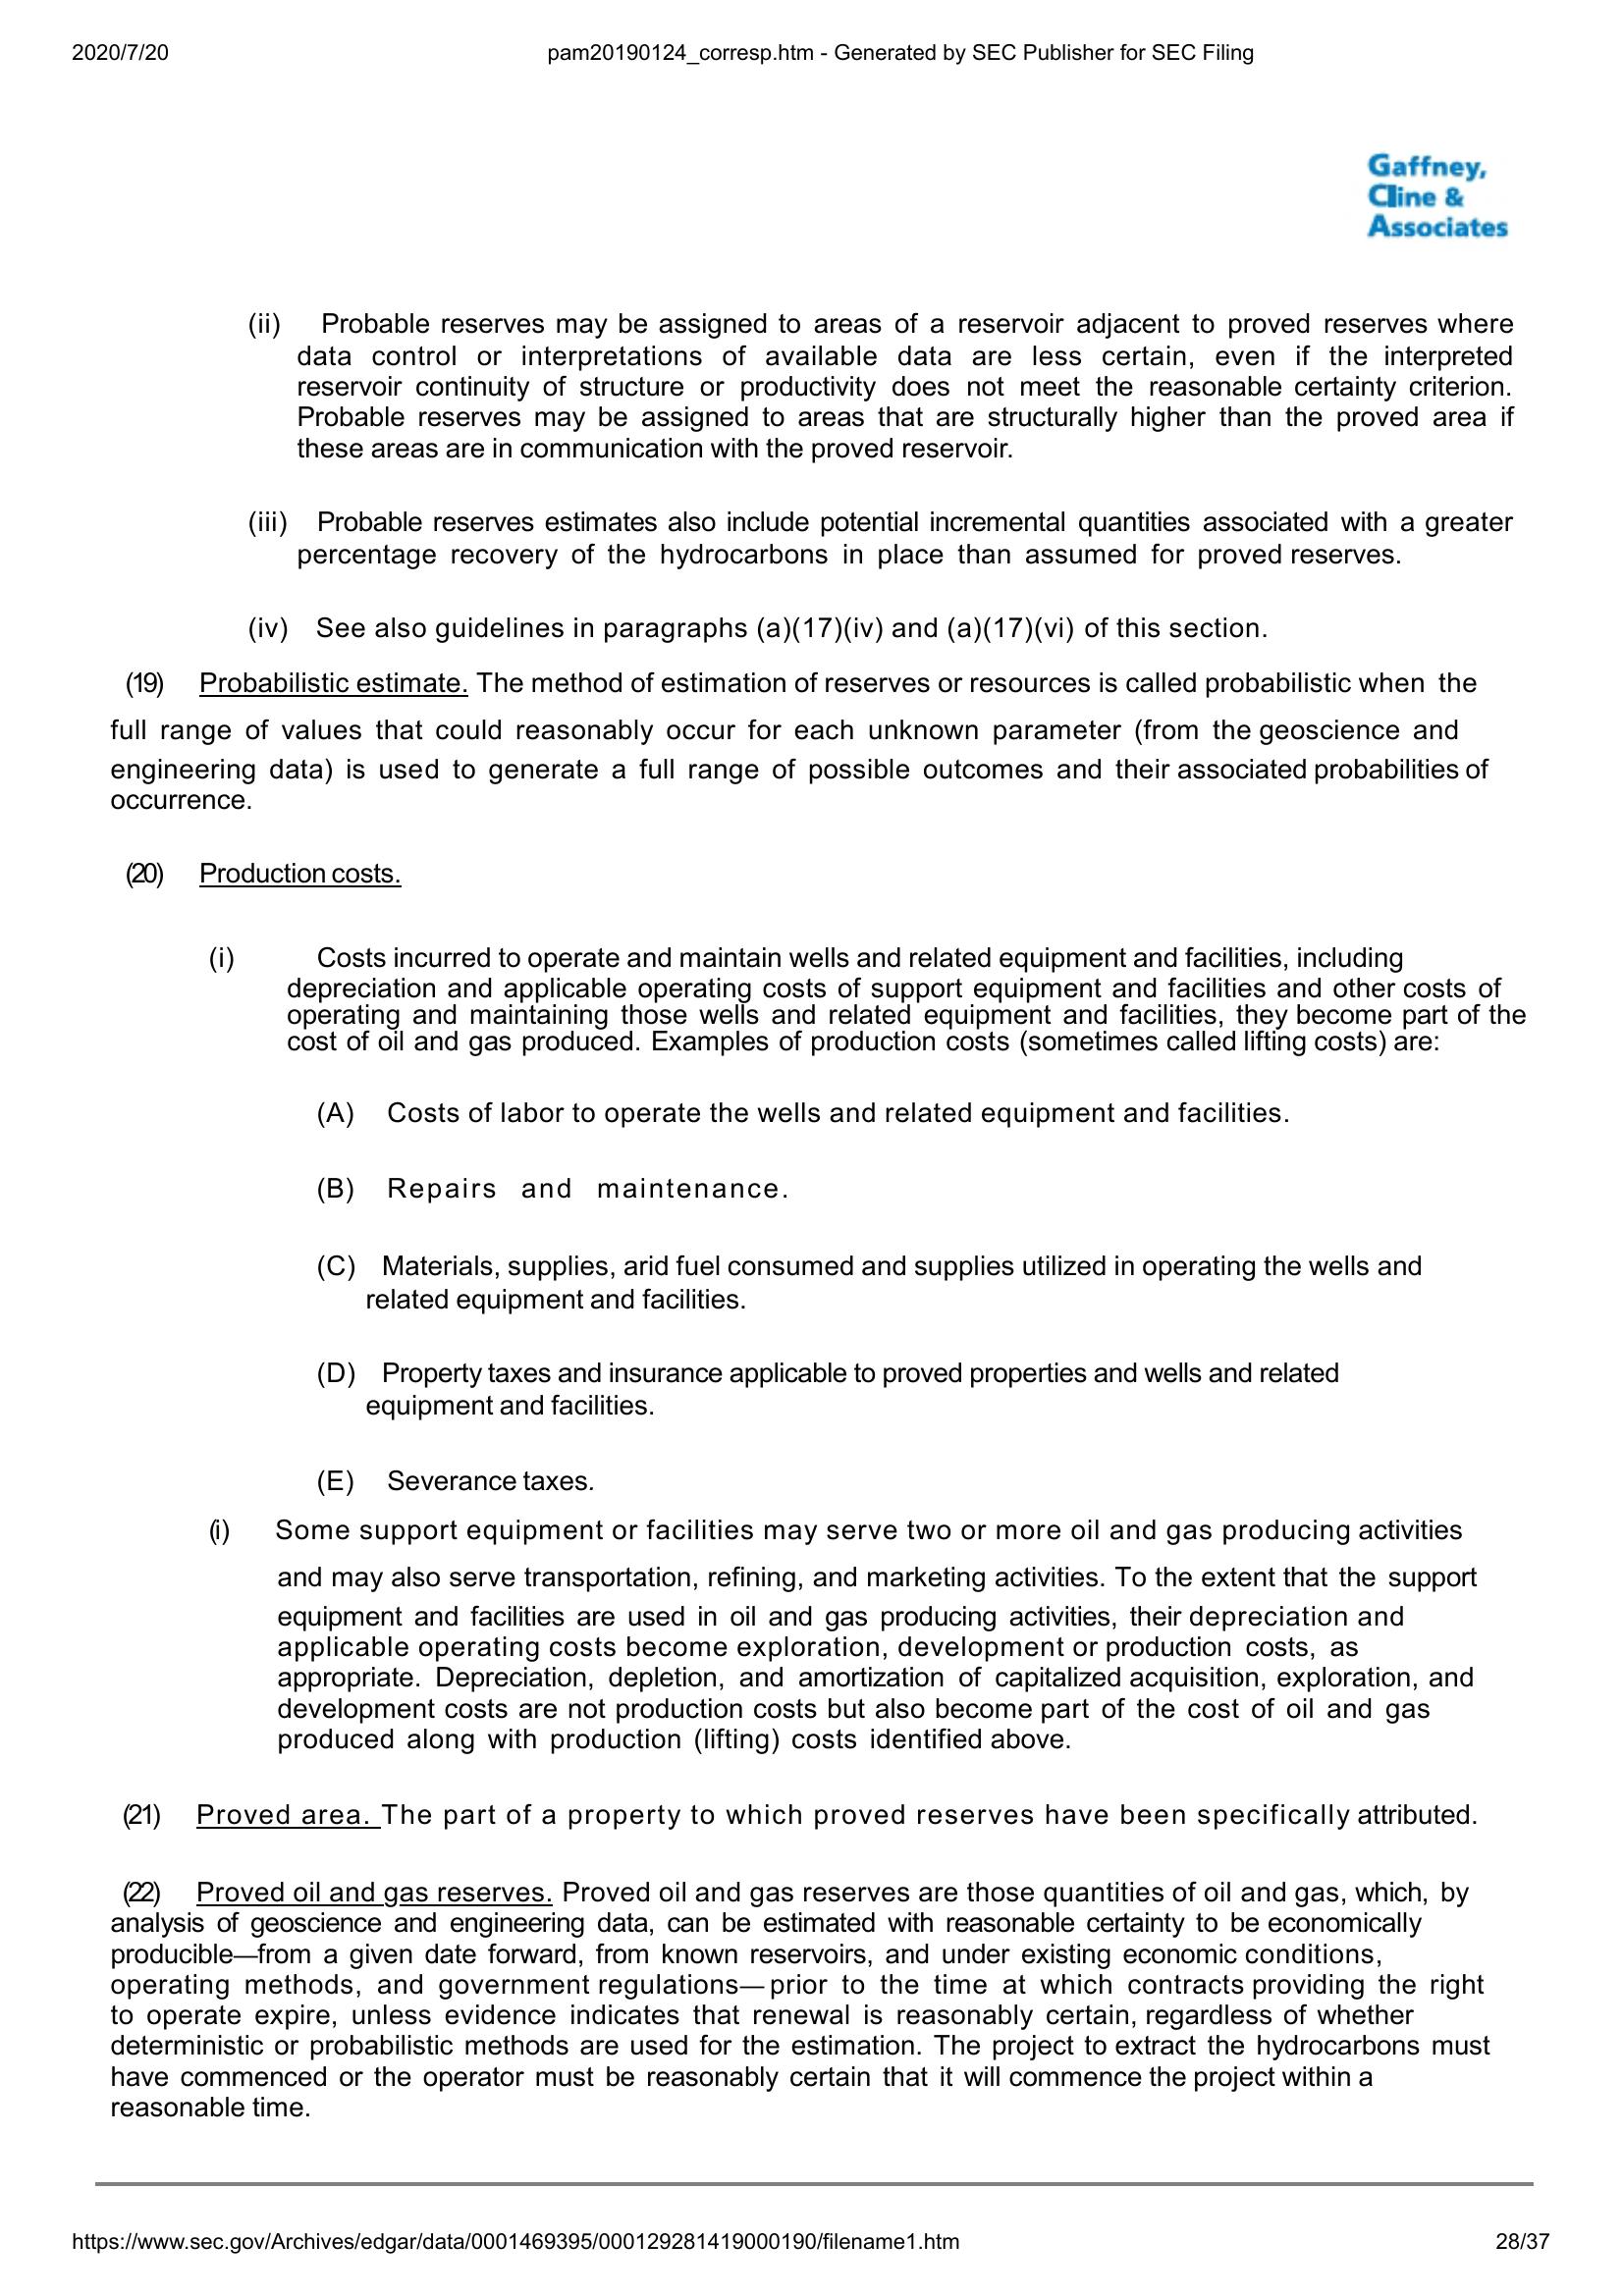 2020/7/20 pam20190124_corresp.htm - Generated by SEC Publisher for SEC Filing
Gaffney,
Cline &
Associates
(ii) Probable reserves may be assigned to areas of a reservoir adjacent to proved reserves where
data control or interpretations of available data are less certain, even if the interpreted
reservoir continuity of structure or productivity does not meet the reasonable certainty criterion.
Probable reserves may be assigned to areas that are structurally higher than the proved area if
these areas are in communication with the proved reservoir.
(iii) Probable reserves estimates also include potential incremental quantities associated with a greater
percentage recovery of the hydrocarbons in place than assumed for proved reserves.
(iv) See also guidelines in paragraphs (a)(17)(iv) and (a)(17)(vi) of this section.
(19) Probabilistic estimate. The method of estimation of reserves or resources is called probabilistic when the
full range of values that could reasonably occur for each unknown parameter (from the geoscience and
engineering data) is used to generate a full range of possible outcomes and their associated probabilities of
occurrence.
(20) Production costs.
(i) Costs incurred to operate and maintain wells and related equipment and facilities, including
depreciation and applicable operating costs of support equipment and facilities and other costs of
operating and maintaining those wells and related equipment and facilities, they become part of the
cost of oil and gas produced. Examples of production costs (sometimes called lifting costs) are:
(A) Costs of labor to operate the wells and related equipment and facilities.
(B) Repairs and maintenance.
(C) Materials, supplies, arid fuel consumed and supplies utilized in operating the wells and
related equipment and facilities.
(D) Property taxes and insurance applicable to proved properties and wells and related
equipment and facilities.
(E) Severance taxes.
(i) Some support equipment or facilities may serve two or more oil and gas producing activities
and may also serve transportation, refining, and marketing activities. To the extent that the support
equipment and facilities are used in oil and gas producing activities, their depreciation and
applicable operating costs become exploration, development or production costs, as
appropriate. Depreciation, depletion, and amortization of capitalized acquisition, exploration, and
development costs are not production costs but also become part of the cost of oil and gas
produced along with production (lifting) costs identified above.
(21) Proved area. The part of a property to which proved reserves have been specifically attributed.
(22) Proved oil and gas reserves. Proved oil and gas reserves are those quantities of oil and gas, which, by
analysis of geoscience and engineering data, can be estimated with reasonable certainty to be economically
producible—from a given date forward, from known reservoirs, and under existing economic conditions,
operating methods, and government regulations— prior to the time at which contracts providing the right
to operate expire, unless evidence indicates that renewal is reasonably certain, regardless of whether
deterministic or probabilistic methods are used for the estimation. The project to extract the hydrocarbons must
have commenced or the operator must be reasonably certain that it will commence the project within a
reasonable time.
https://www.sec.gov/Archives/edgar/data/0001469395/000129281419000190/filename1.htm 28/37